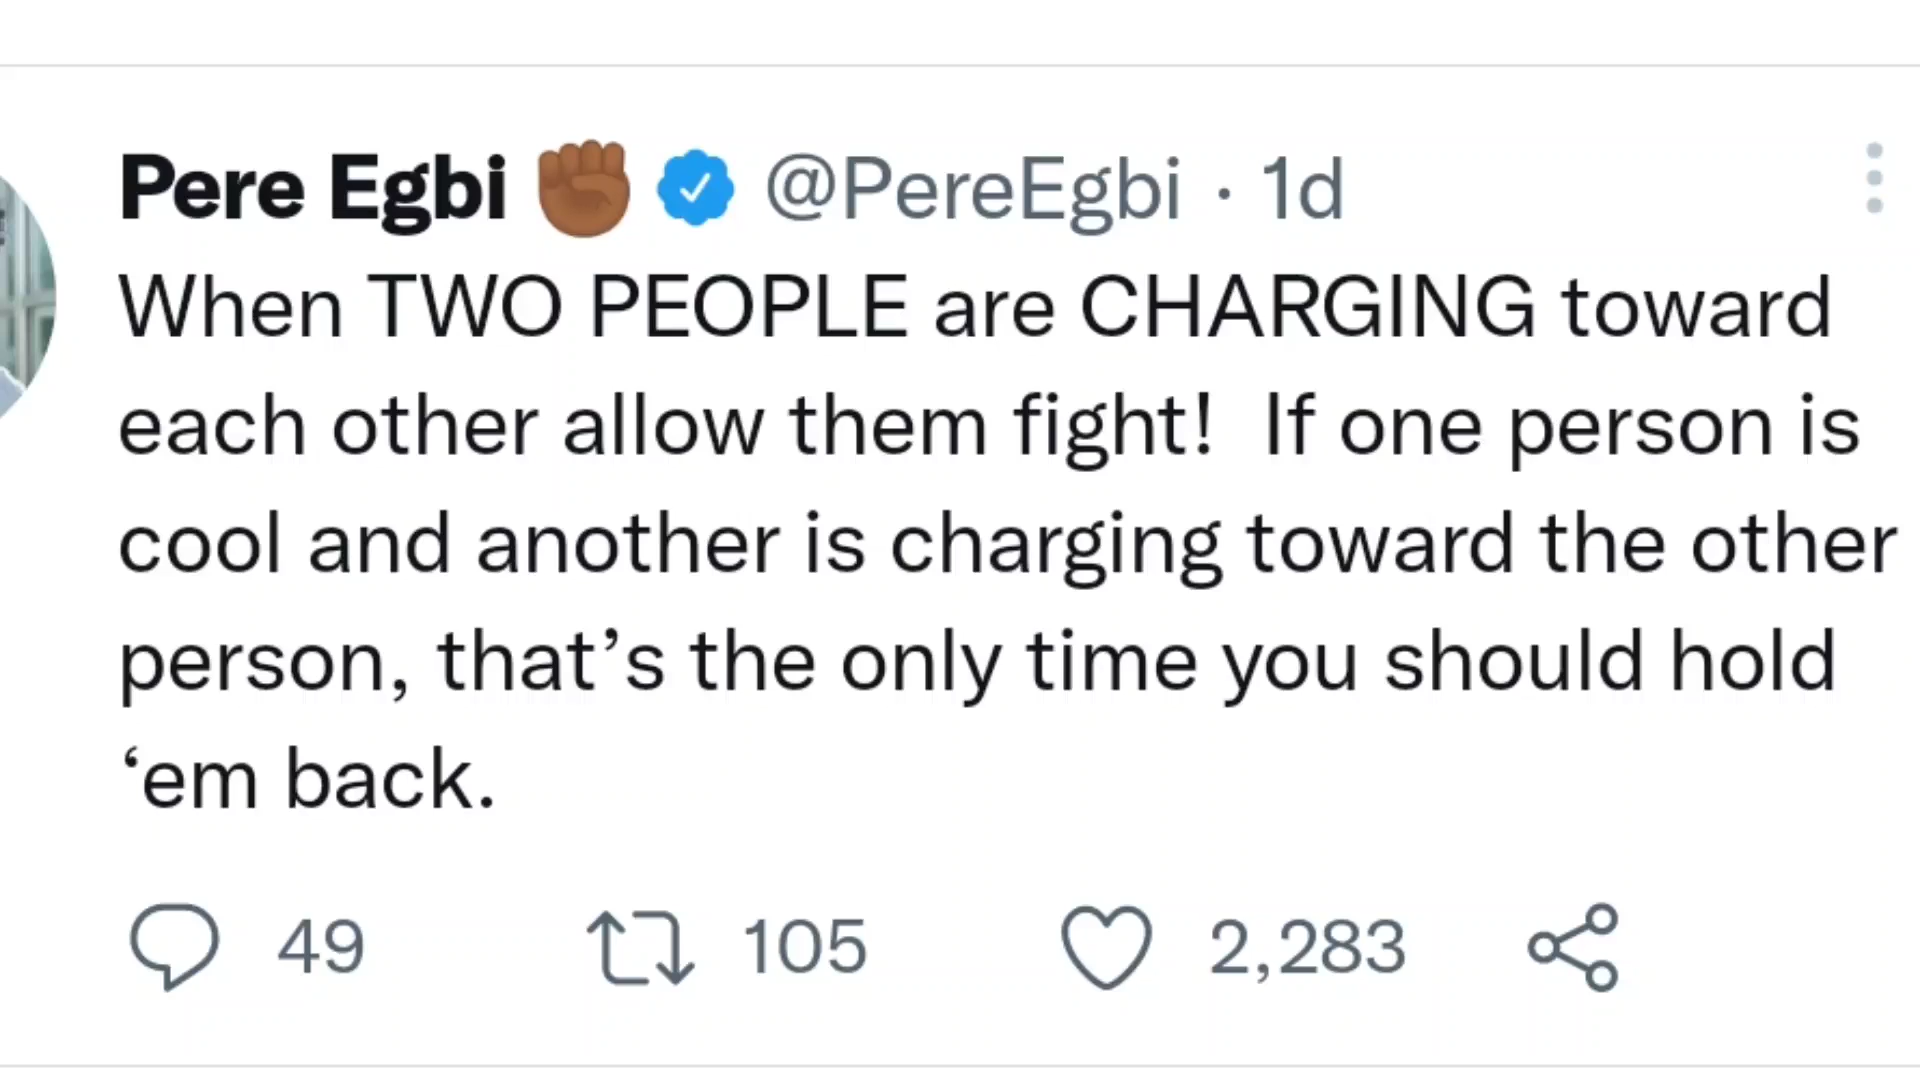 Pere Egbi ✊🏾 @PereEgbi · 1d
When TWO PEOPLE are CHARGING toward
each other allow them fight!  If one person is
cool and another is charging toward the other
person, that’s the only time you should hold
‘em back.
49 105 2,283